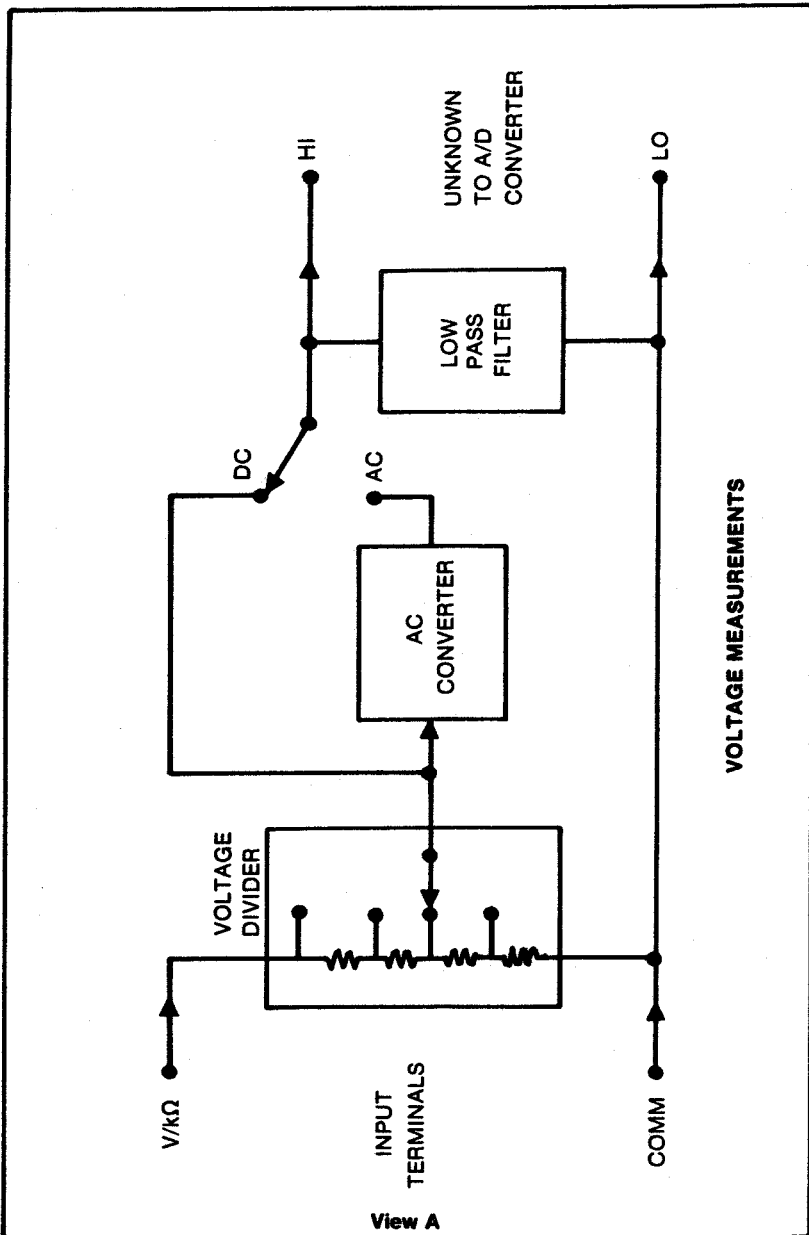 V/kΩ
INPUT
TERMINALS
COMM
VOLTAGE
DIVIDER
AC
CONVERTER
DC
AC
LOW
PASS
FILTER
HI
UNKNOWN
TO A/D
CONVERTER
LO
VOLTAGE MEASUREMENTS
View A